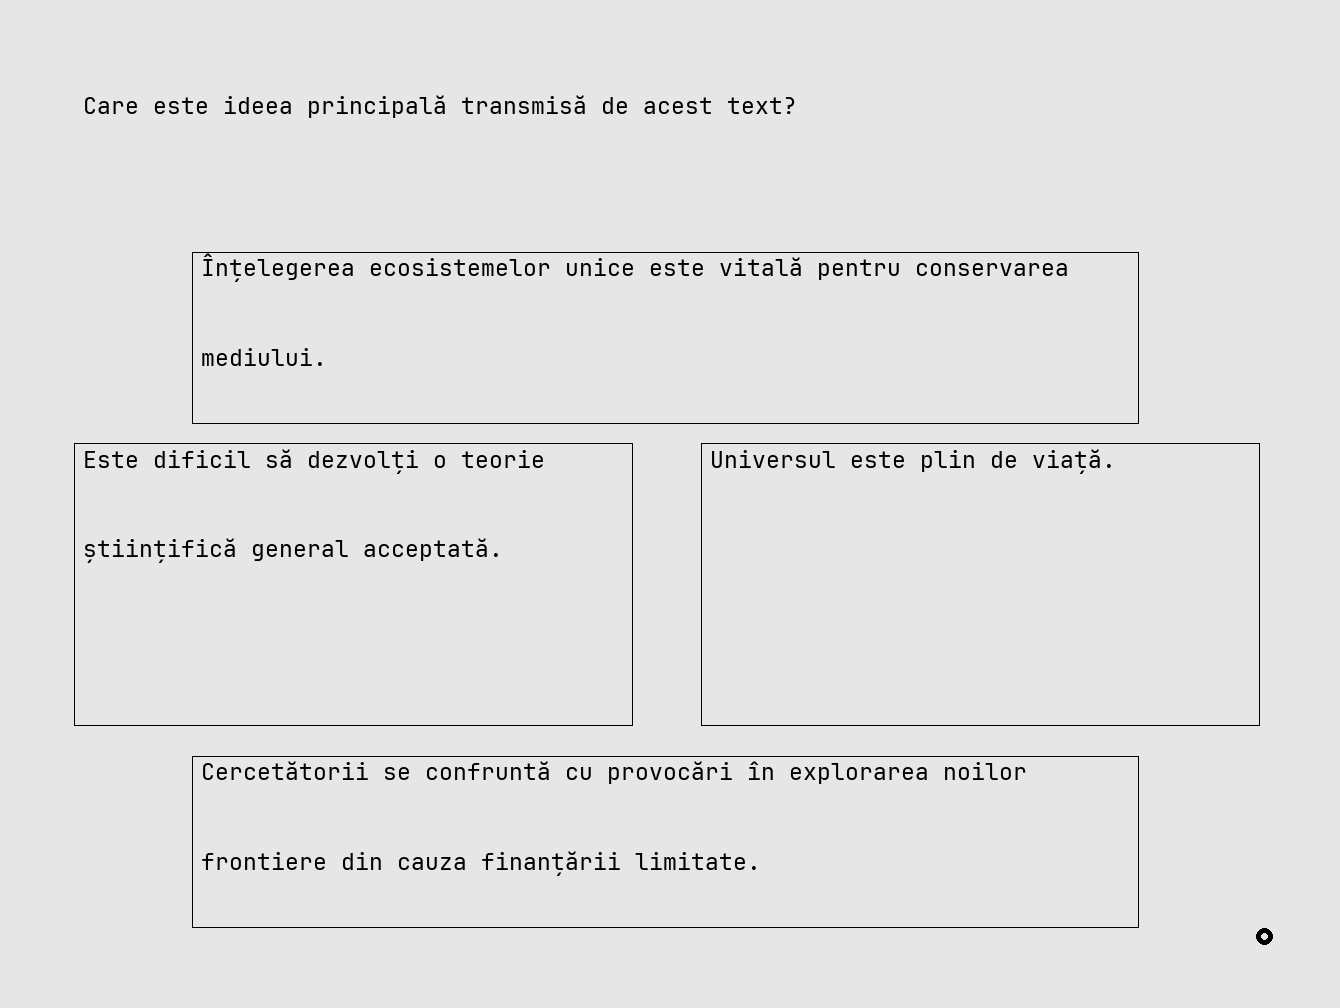 Care este ideea principală transmisă de acest text?
Înțelegerea ecosistemelor unice este vitală pentru conservarea
mediului.
Este dificil să dezvolți o teorie
științifică general acceptată.
Universul este plin de viață.
Cercetătorii se confruntă cu provocări în explorarea noilor
frontiere din cauza finanțării limitate.